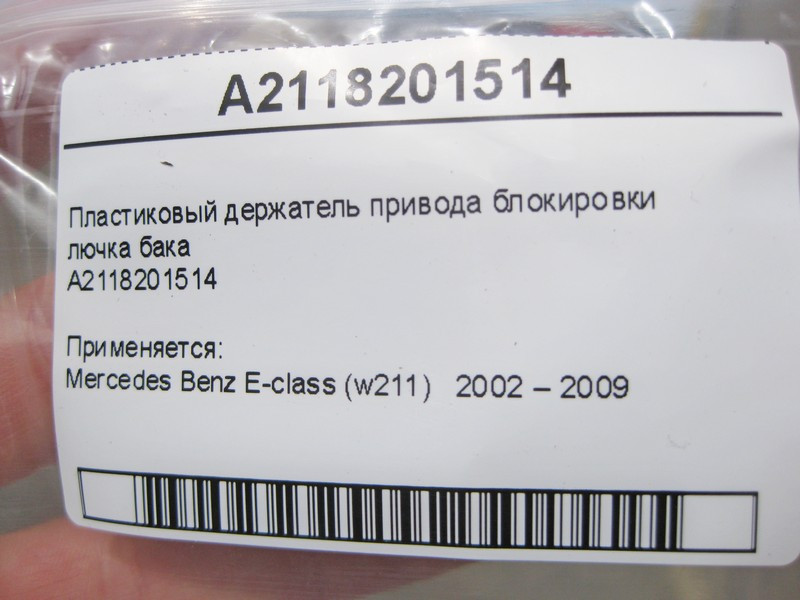 A2118201514
Пластиковый держатель привода блокировки
лючка бака
A2118201514
Применяется:
Mercedes Benz E-class (w211) 2002 – 2009